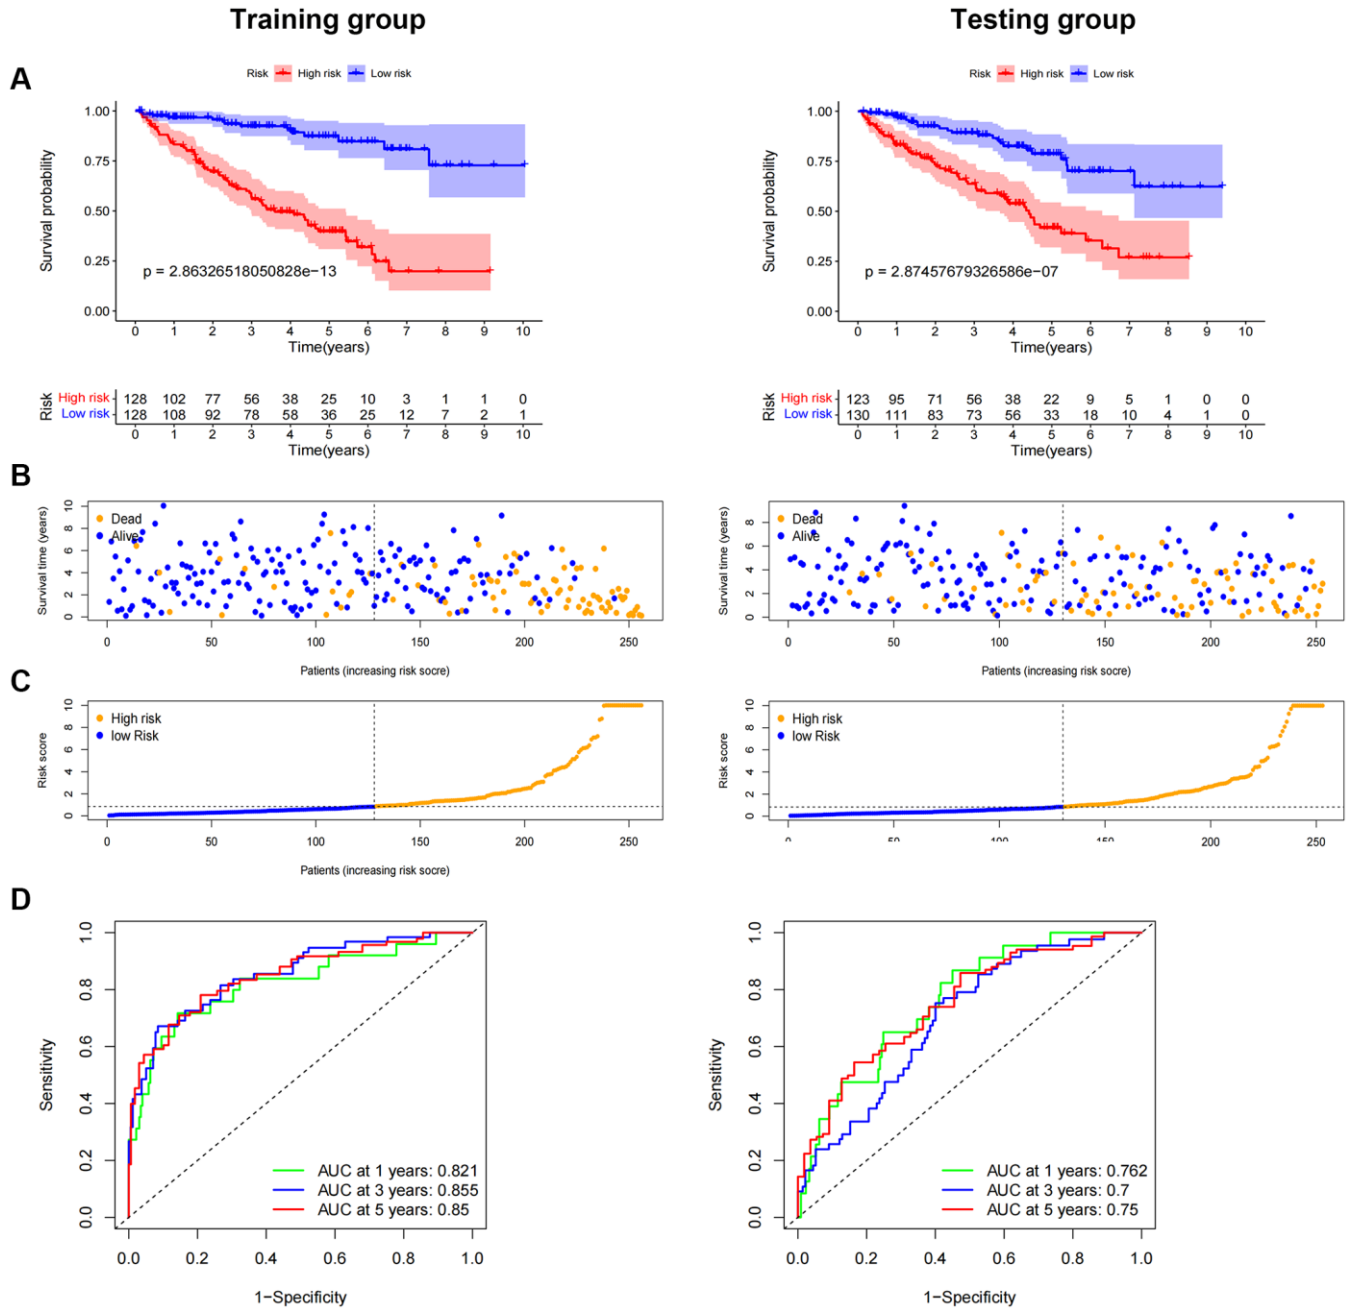 Training group
Testing group
A
Risk High risk Low risk
Survival probability
1.00
0.75
0.50
0.25
0.00
p = 2.86326518050828e−13
0 1 2 3 4 5 6 7 8 9 10
Time(years)
Risk
High risk 128 102 77 56 38 25 10 3 1 1 0
Low risk 128 108 92 78 58 36 25 12 7 2 1
0 1 2 3 4 5 6 7 8 9 10
Time(years)
Risk High risk Low risk
Survival probability
1.00
0.75
0.50
0.25
0.00
p = 2.87457679326586e−07
0 1 2 3 4 5 6 7 8 9 10
Time(years)
Risk
High risk 123 95 71 56 38 22 9 5 1 0 0
Low risk 130 111 83 73 56 33 18 10 4 1 0
0 1 2 3 4 5 6 7 8 9 10
Time(years)
B
Survival time (years)
10
8
6
4
2
0
Dead
Alive
0 50 100 150 200 250
Patients (increasing risk socre)
Survival time (years)
8
6
4
2
0
Dead
Alive
0 50 100 150 200 250
Patients (increasing risk socre)
C
Risk score
10
8
6
4
2
0
High risk
low Risk
0 50 100 150 200 250
Patients (increasing risk socre)
Risk score
10
8
6
4
2
0
High risk
low Risk
0 50 100 150 200 250
D
Sensitivity
1.0
0.8
0.6
0.4
0.2
0.0
AUC at 1 years: 0.821
AUC at 3 years: 0.855
AUC at 5 years: 0.85
0.0 0.2 0.4 0.6 0.8 1.0
1−Specificity
Sensitivity
1.0
0.8
0.6
0.4
0.2
0.0
AUC at 1 years: 0.762
AUC at 3 years: 0.7
AUC at 5 years: 0.75
0.0 0.2 0.4 0.6 0.8 1.0
1−Specificity